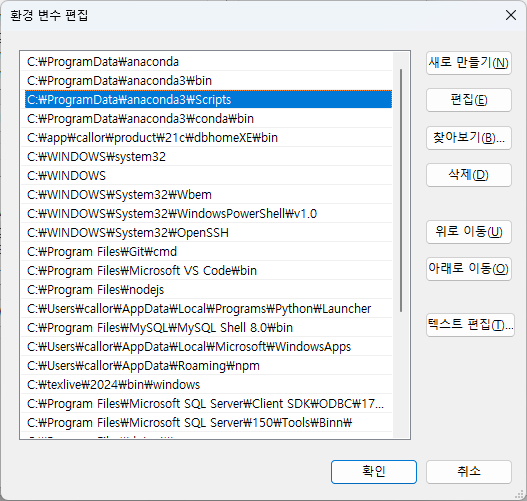 환경 변수 편집
C:₩ProgramData₩anaconda
C:₩ProgramData₩anaconda3₩bin
C:₩ProgramData₩anaconda3₩Scripts
C:₩ProgramData₩anaconda3₩conda₩bin
C:₩app₩callor₩product₩21c₩dbhomeXE₩bin
C:₩WINDOWS₩system32
C:₩WINDOWS
C:₩WINDOWS₩System32₩Wbem
C:₩WINDOWS₩System32₩WindowsPowerShell₩v1.0
C:₩WINDOWS₩System32₩OpenSSH
C:₩Program Files₩Git₩cmd
C:₩Program Files₩Microsoft VS Code₩bin
C:₩Program Files₩nodejs
C:₩Users₩callor₩AppData₩Local₩Programs₩Python₩Launcher
C:₩Program Files₩MySQL₩MySQL Shell 8.0₩bin
C:₩Users₩callor₩AppData₩Local₩Microsoft₩WindowsApps
C:₩Users₩callor₩AppData₩Roaming₩npm
C:₩texlive₩2024₩bin₩windows
C:₩Program Files₩Microsoft SQL Server₩Client SDK₩ODBC₩17...
C:₩Program Files₩Microsoft SQL Server₩150₩Tools₩Binn₩
새로 만들기(N)
편집(E)
찾아보기(B)...
삭제(D)
위로 이동(U)
아래로 이동(O)
텍스트 편집(T)...
확인
취소